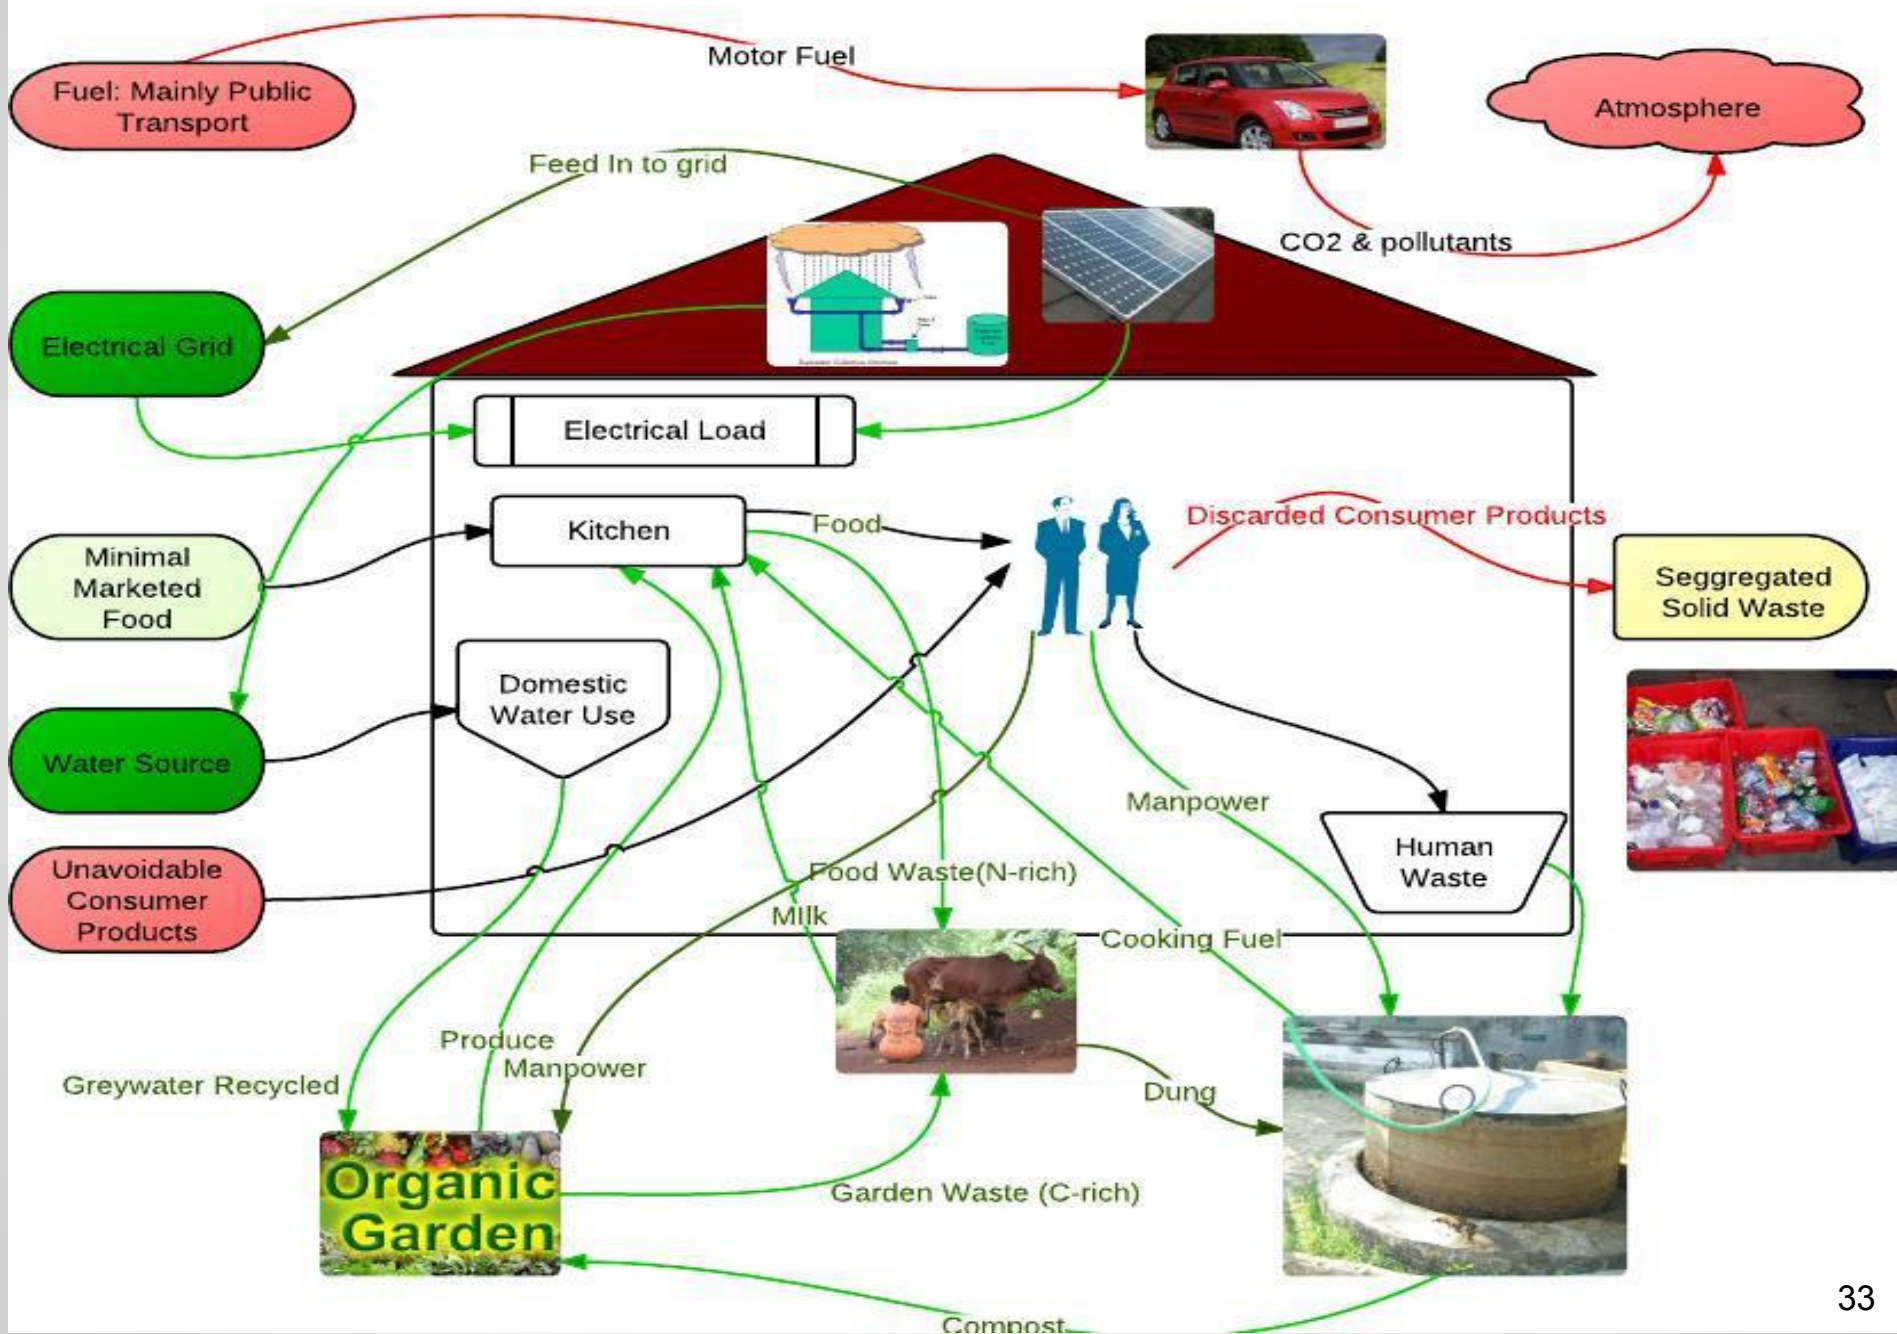 Motor Fuel
Fuel: Mainly Public
Transport
Atmosphere
Feed In to grid
CO2 & pollutants
Electrical Grid
Electrical Load
Kitchen
Food
Discarded Consumer Products
Minimal
Marketed
Food
Seggregated
Solid Waste
Domestic
Water Use
Water Source
Manpower
Unavoidable
Consumer
Products
Human
Waste
Food Waste(N-rich)
MIlk
Cooking Fuel
Produce
Manpower
Greywater Recycled
Dung
Organic
Garden
Garden Waste (C-rich)
Compost
33